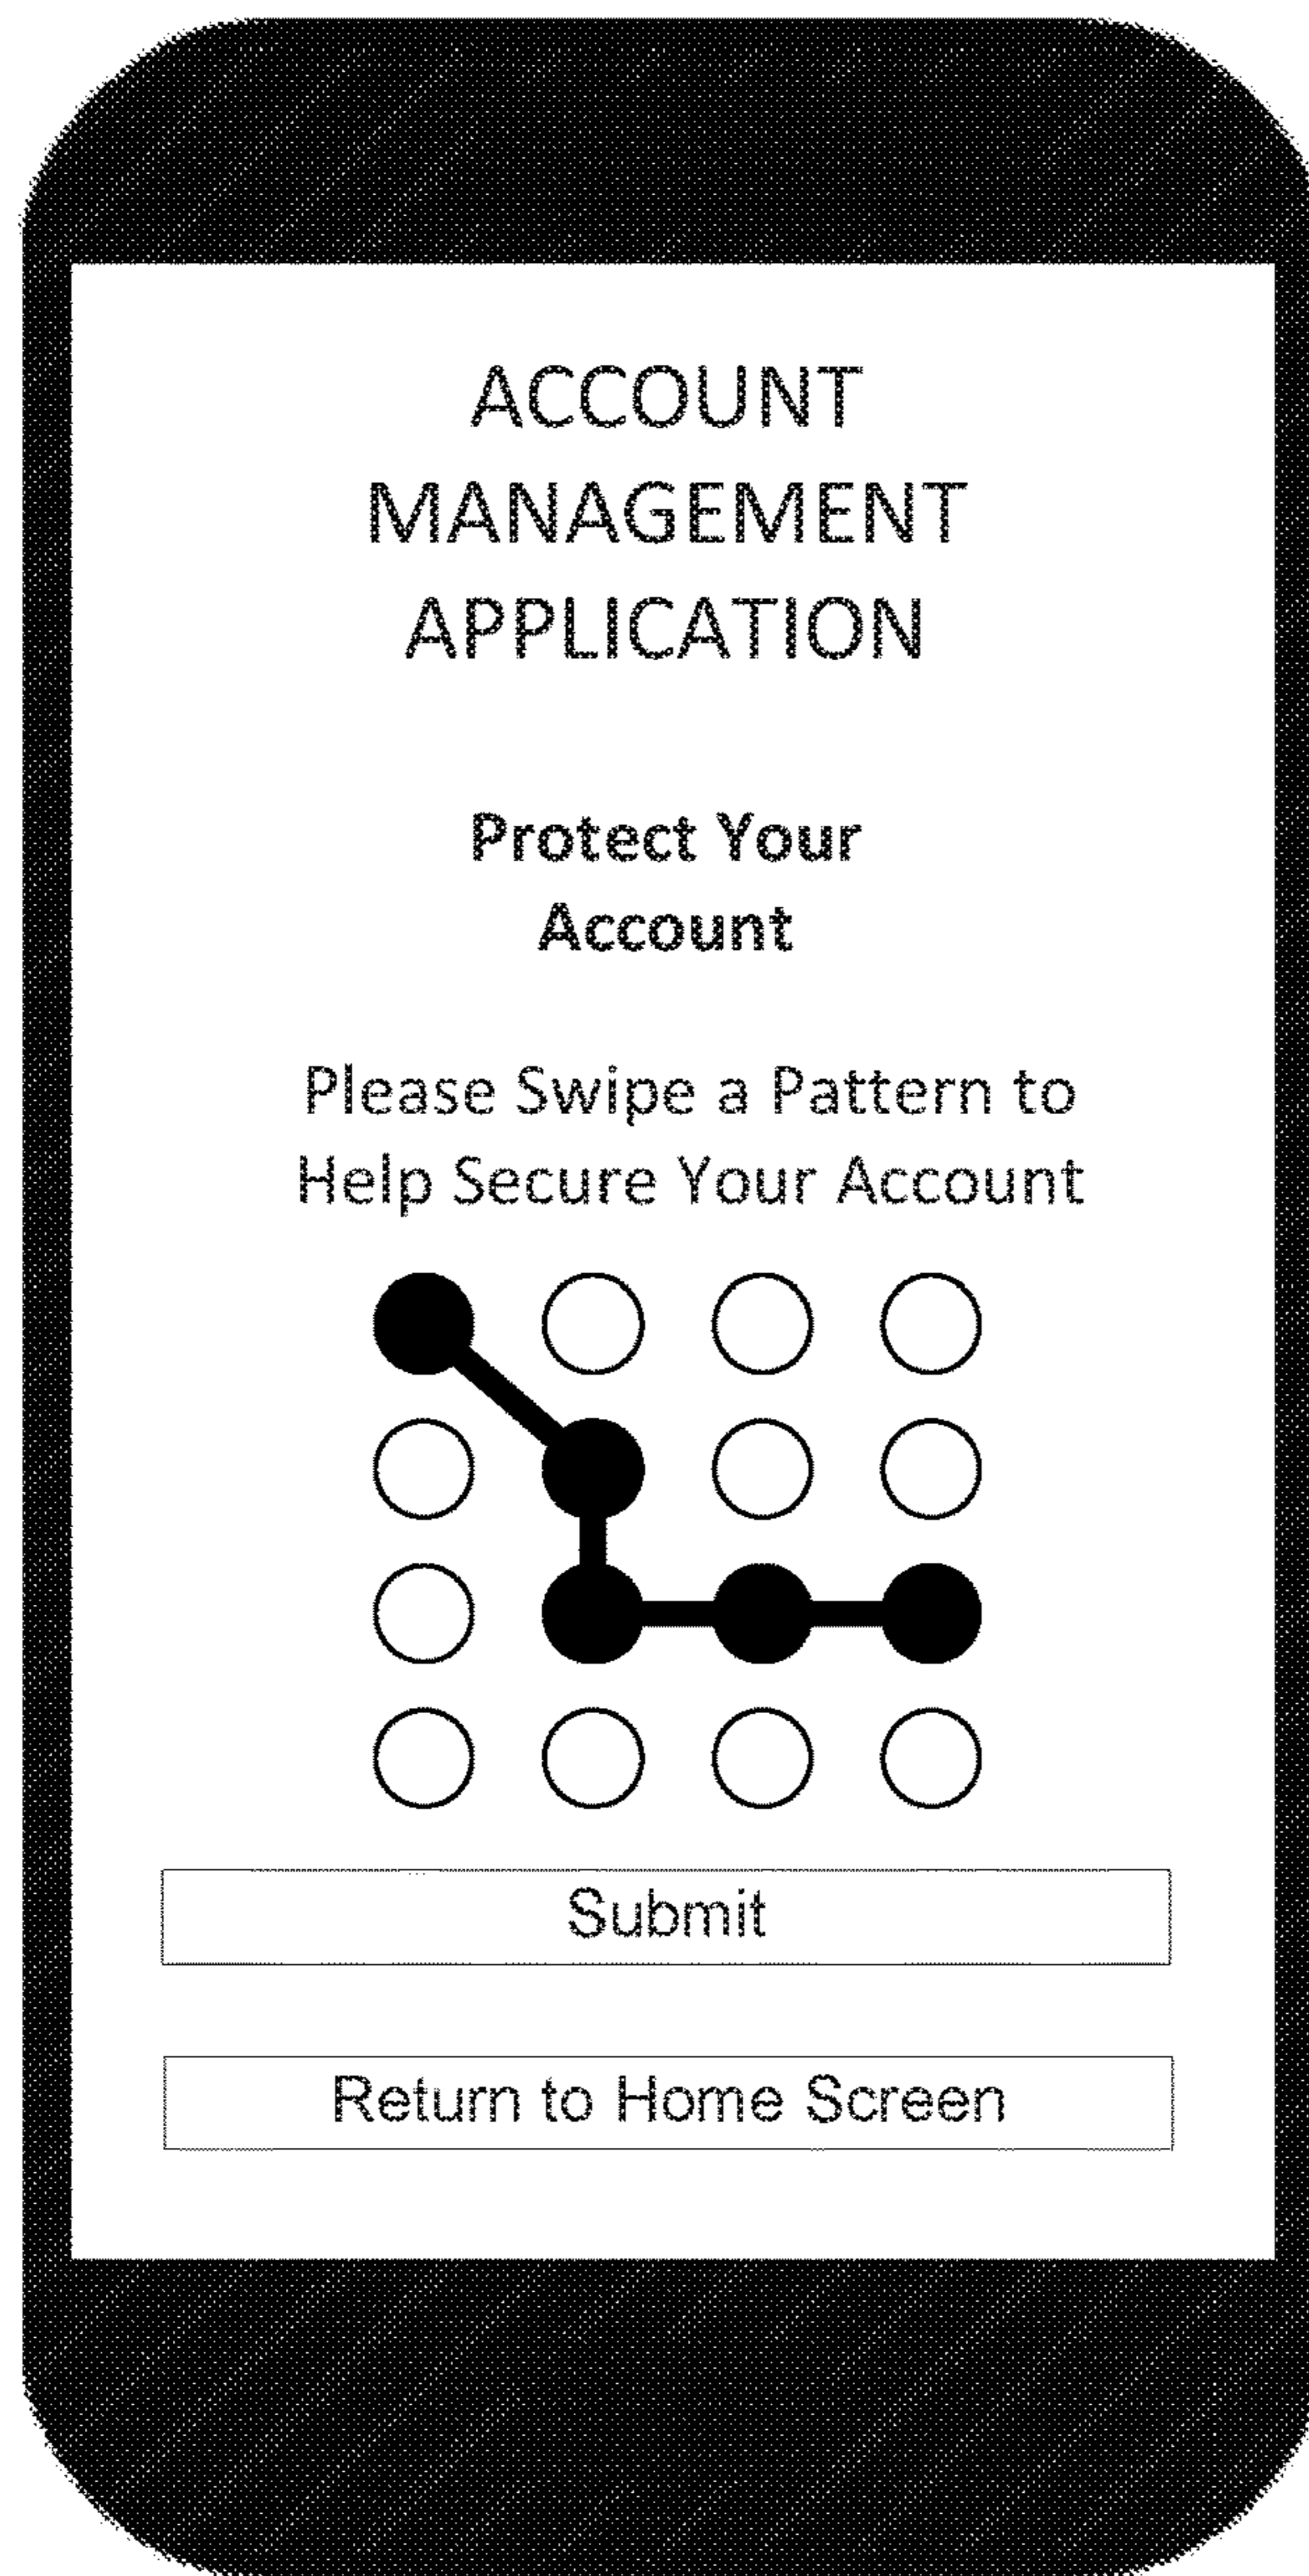 ACCOUNT
MANAGEMENT
APPLICATION
Protect Your
Account
Please Swipe a Pattern to
Help Secure Your Account
Submit
Return to Home Screen